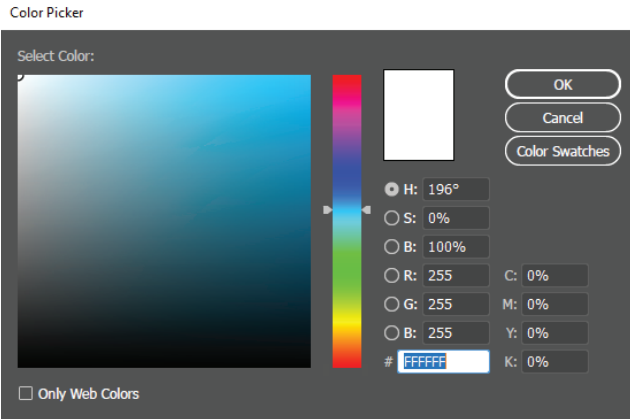 Color Picker
Select Color:
OK
Cancel
Color Swatches
H: 196°
S: 0%
B: 100%
R: 255 C: 0%
G: 255 M: 0%
B: 255 Y: 0%
# FFFFFF K: 0%
Only Web Colors